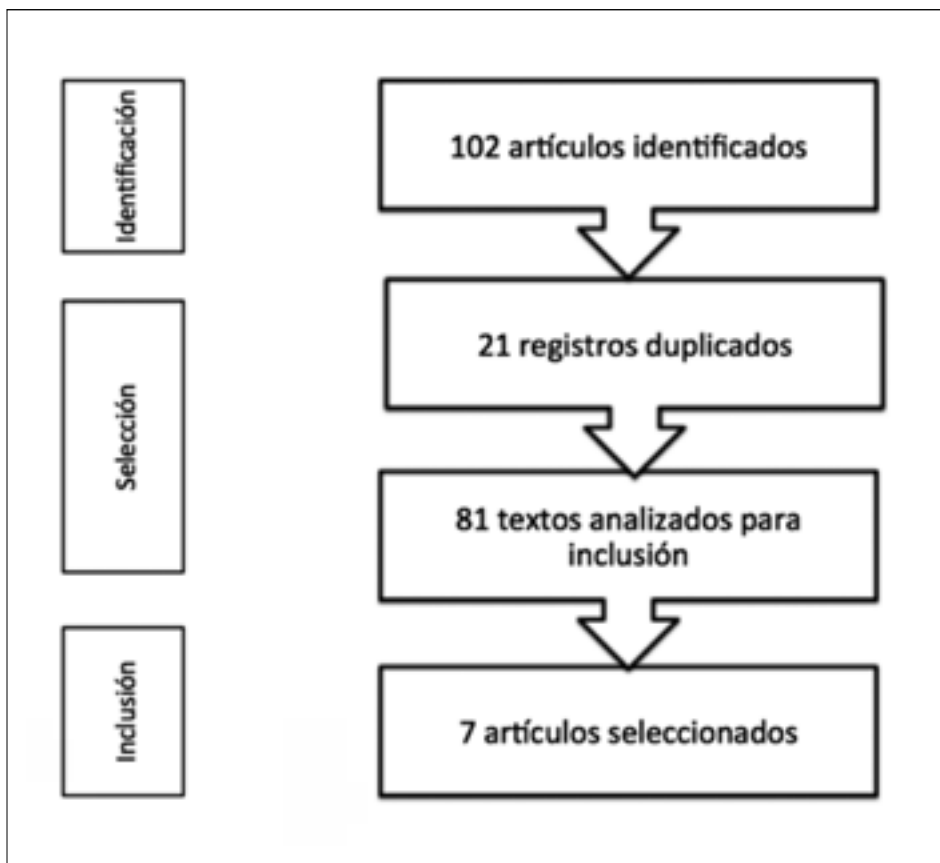 Identificación
102 artículos identificados
Selección
21 registros duplicados
81 textos analizados para
inclusión
Inclusión
7 artículos seleccionados